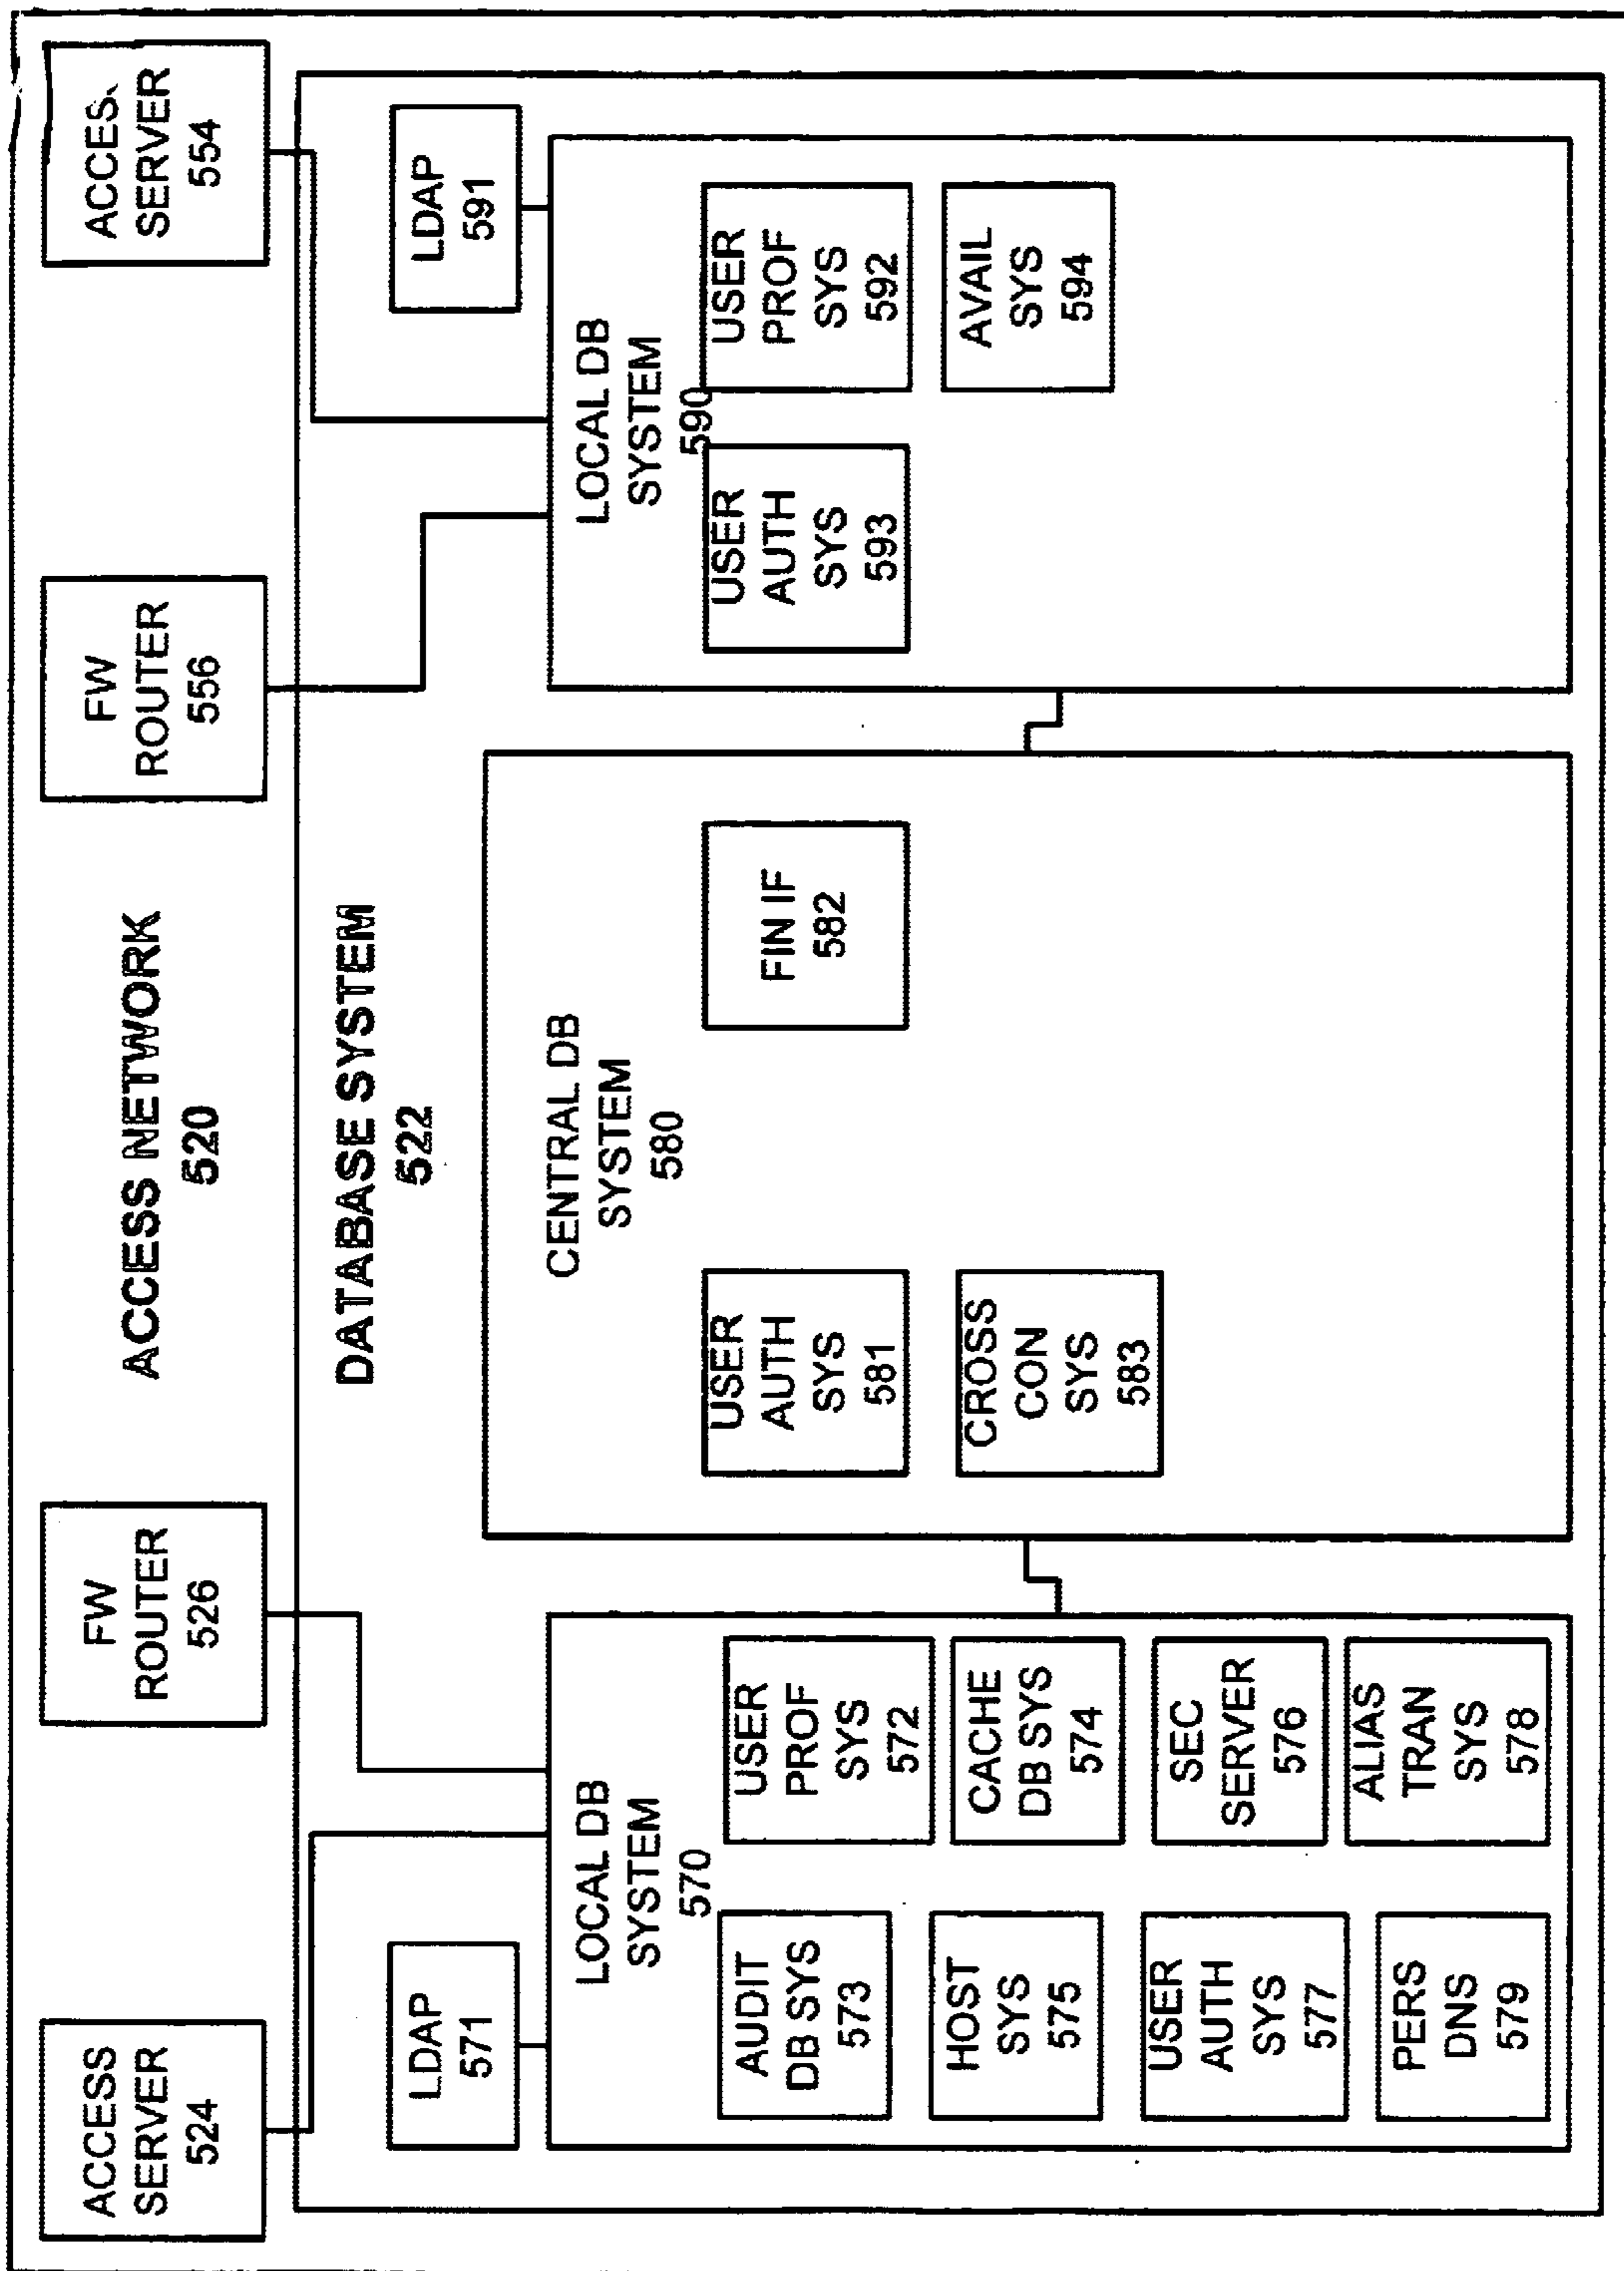 ACCESS
SERVER
524
FW
ROUTER
526
ACCESS NETWORK
520
FW
ROUTER
556
ACCES
SERVER
554
DATABASE SYSTEM
522
LDAP
571
LOCAL DB
SYSTEM
570
AUDIT
DB SYS
573
USER
PROF
SYS
572
HOST
SYS
575
CACHE
DB SYS
574
USER
AUTH
SYS
577
SEC
SERVER
576
PERS
DNS
579
ALIAS
TRAN
SYS
578
CENTRAL DB
SYSTEM
580
USER
AUTH
SYS
581
FIN IF
582
CROSS
CON
SYS
583
LDAP
591
LOCAL DB
SYSTEM
590
USER
AUTH
SYS
593
USER
PROF
SYS
592
AVAIL
SYS
594